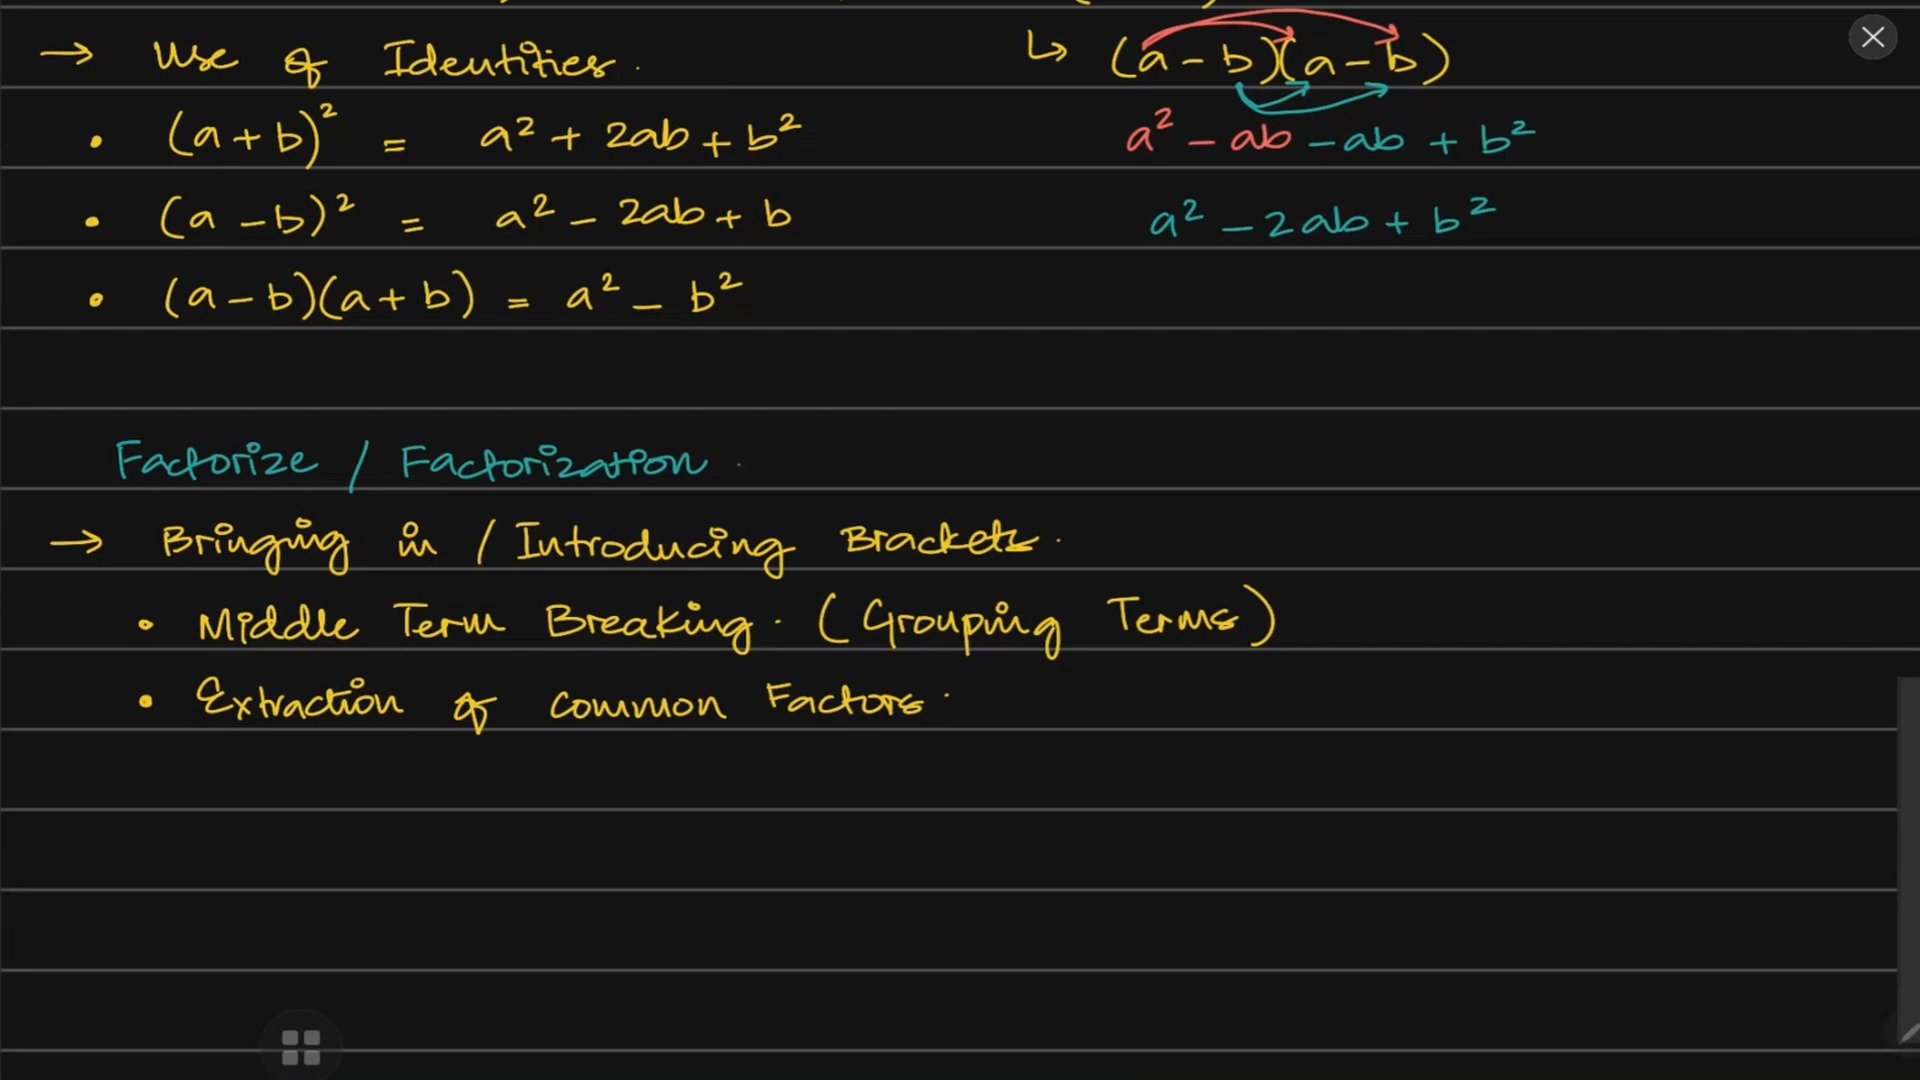 → Use of Identities.
↳ (a - b)(a - b)
• (a + b)² = a² + 2ab + b²
a² - ab - ab + b²
• (a - b)² = a² - 2ab + b
a² - 2ab + b²
• (a - b)(a + b) = a² - b²
Factorize / Factorization.
→ Bringing in / Introducing Brackets.
• Middle Term Breaking. (Grouping Terms)
• Extraction of common Factors.